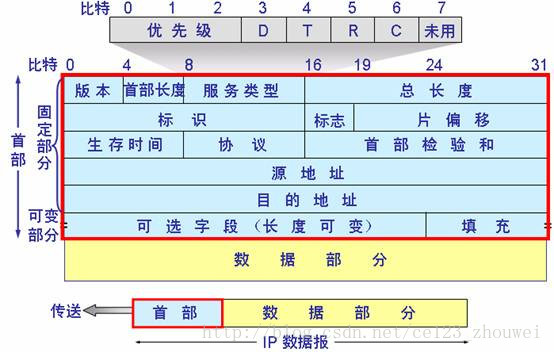 比特 0 1 2 3 4 5 6 7
优先级 D T R C 未用
比特 0 4 8 16 19 24 31
版本 首部长度 服务类型 总长度
标识 标志 片偏移
生存时间 协议 首部检验和
源地址
目的地址
可选字段（长度可变） 填充
首部
固定部分
可变部分
数据部分
传送 首部 数据部分
IP 数据报
http://blog.csdn.net/ce123_zhouwei